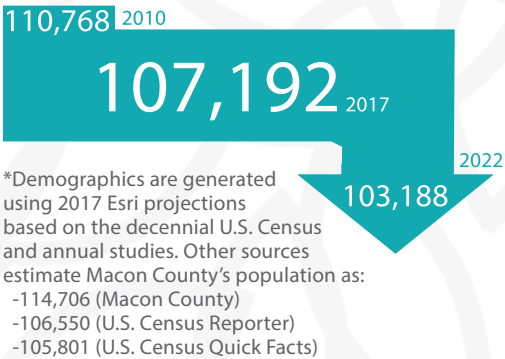 110,768 2010
107,192 2017
2022
103,188
*Demographics are generated
using 2017 Esri projections
based on the decennial U.S. Census
and annual studies. Other sources
estimate Macon County’s population as:
-114,706 (Macon County)
-106,550 (U.S. Census Reporter)
-105,801 (U.S. Census Quick Facts)